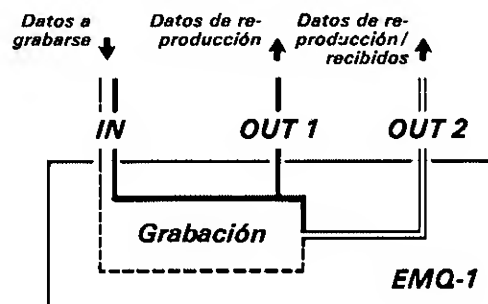 Datos a
grabarse
Datos de re-
producción
Datos de re-
producción/
recibidos
IN
OUT 1
OUT 2
Grabación
EMQ-1